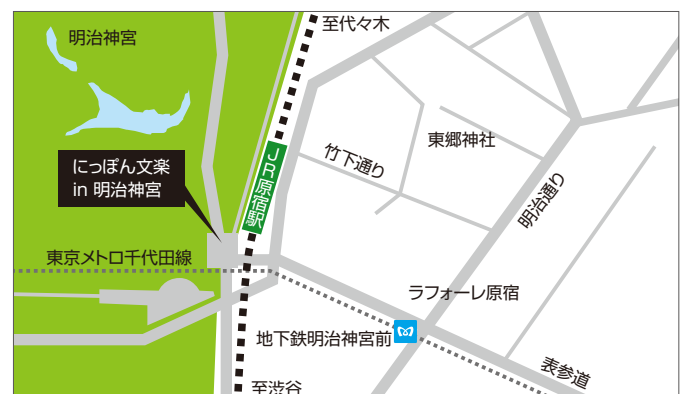 至代々木
明治神宮
東郷神社
竹下通り
にっぽん文楽
in 明治神宮
JR原宿駅
明治通り
東京メトロ千代田線
ラフォーレ原宿
地下鉄明治神宮前
表参道
至渋谷